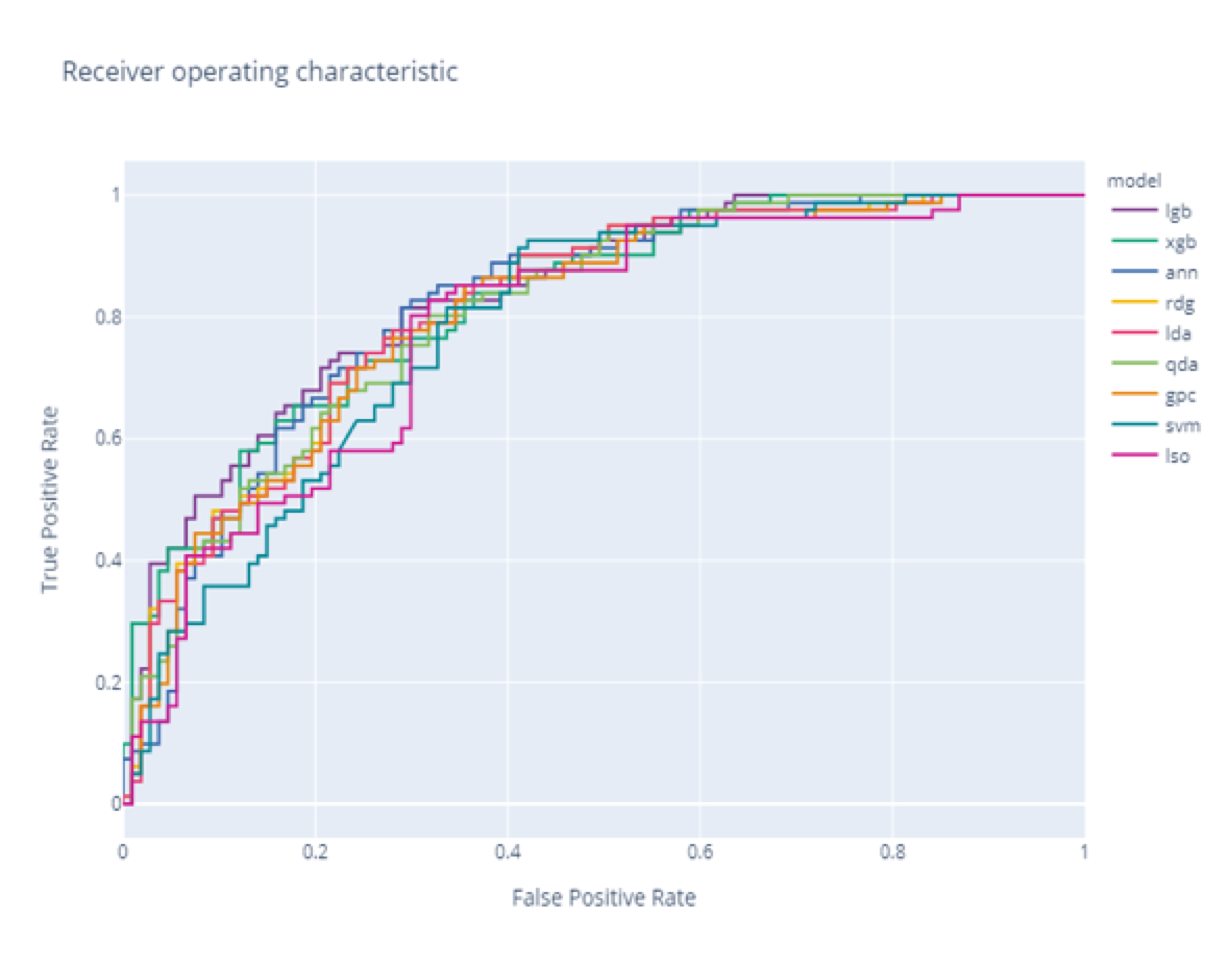 Receiver operating characteristic
model
lgb
xgb
ann
rdg
lda
qda
gpc
svm
lso
True Positive Rate
1
0.8
0.6
0.4
0.2
0
0
0.2
0.4
0.6
0.8
1
False Positive Rate